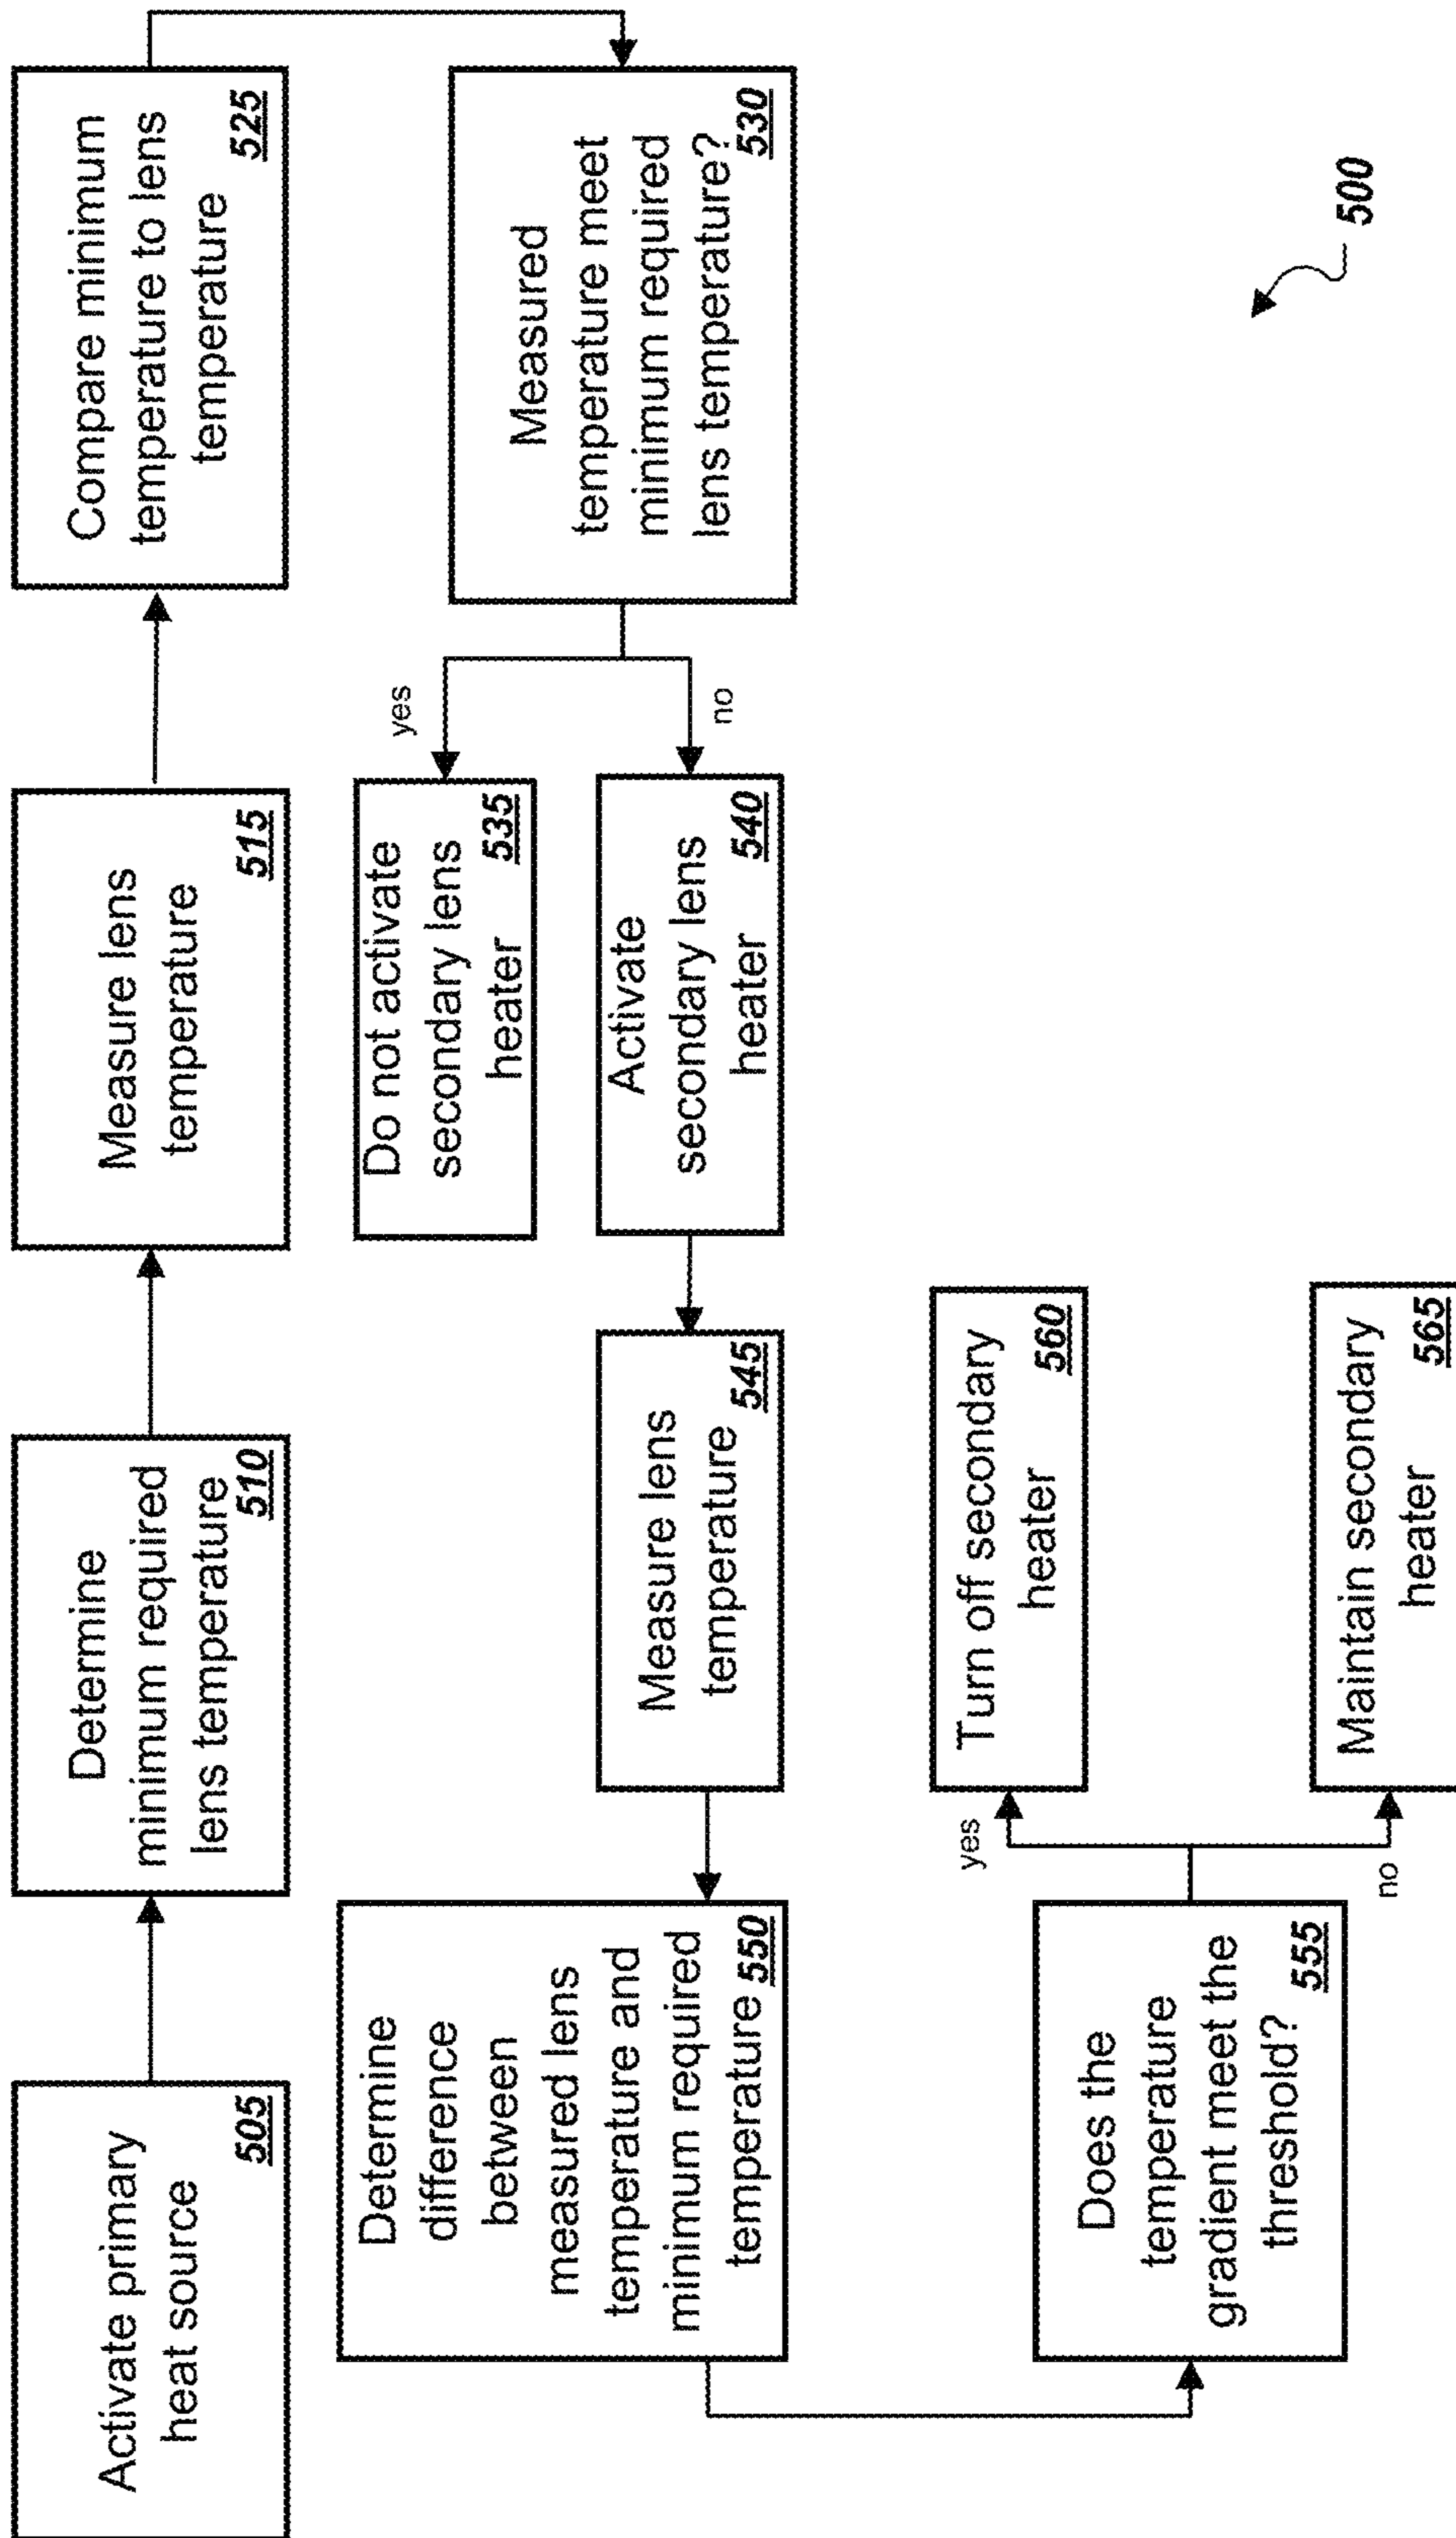 Activate primary
heat source
505
Determine
minimum required
lens temperature
510
Measure lens
temperature
515
Compare minimum
temperature to lens
temperature
525
Measured
temperature meet
minimum required
lens temperature?
530
yes
Do not activate
secondary lens
heater 535
no
Activate
secondary lens
heater 540
Measure lens
temperature 545
Determine
difference
between
measured lens
temperature and
minimum required
temperature 550
Does the
temperature
gradient meet the
threshold? 555
yes
Turn off secondary
heater 560
no
Maintain secondary
heater 565
500